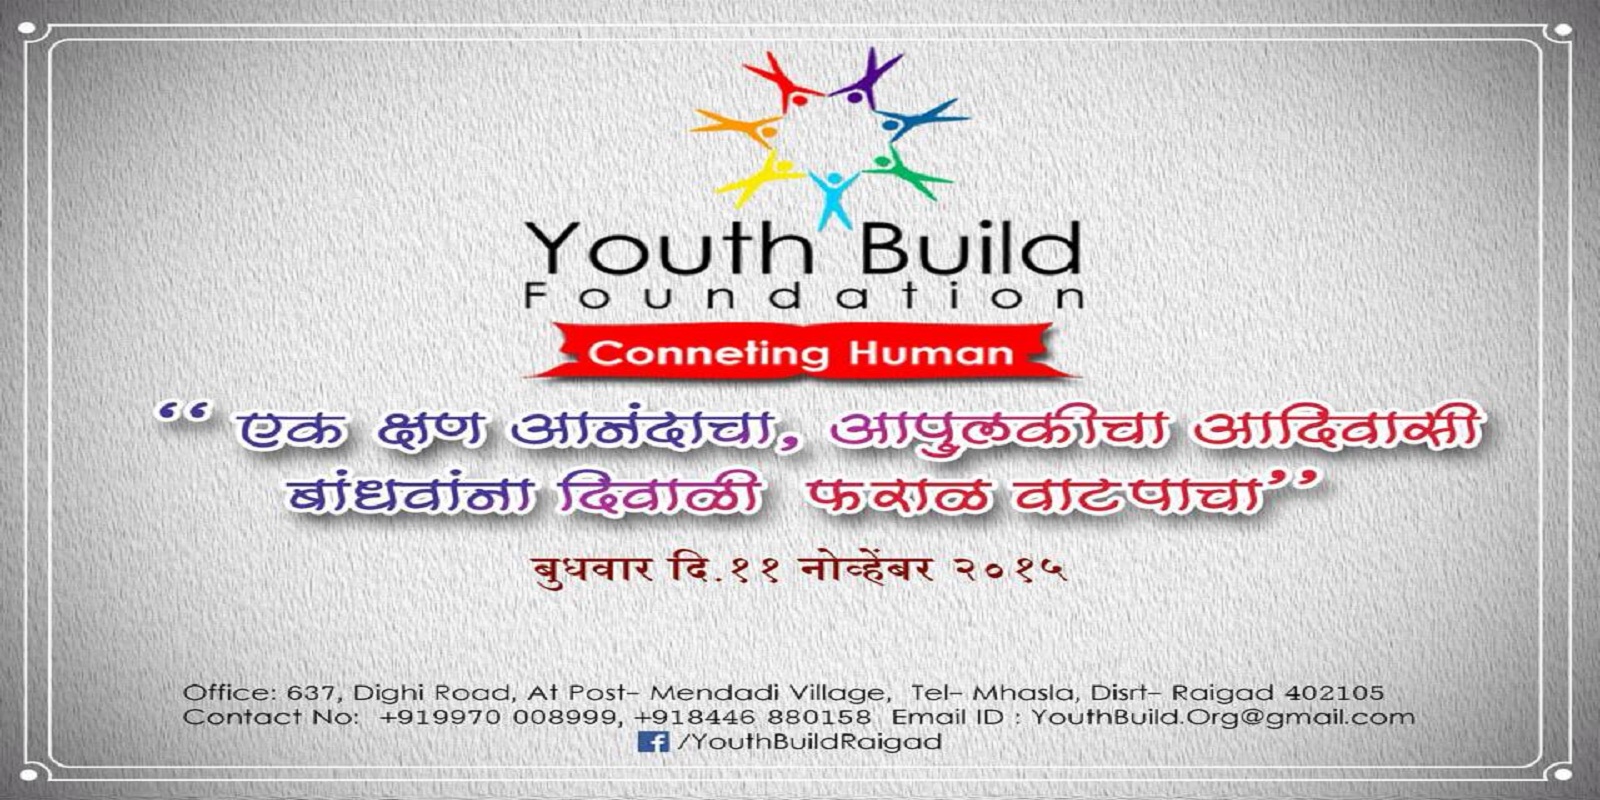 Youth Build
Foundation
Conneting Human
“ एक क्षण आनंदाचा, आपुलकीचा आदिवासी
बांधवांना दिवाळी फराळ वाटपाचा”
बुधवार दि.११ नोव्हेंबर २०१५
Office: 637, Dighi Road, At Post- Mendadi Village, Tel- Mhasla, Disrt- Raigad 402105
Contact No: +919970 008999, +918446 880158 Email ID : YouthBuild.Org@gmail.com
f /YouthBuildRaigad